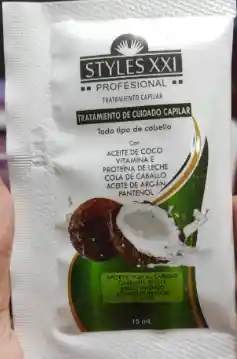 STYLES XXI
PROFESIONAL
TRATAMIENTO CAPILAR
TRATAMIENTO DE CUIDADO CAPILAR
Todo tipo de cabello
Con
ACEITE DE COCO
VITAMINA E
PROTEÍNA DE LECHE
COLA DE CABALLO
ACEITE DE ARGÁN
PANTENOL
15 mL